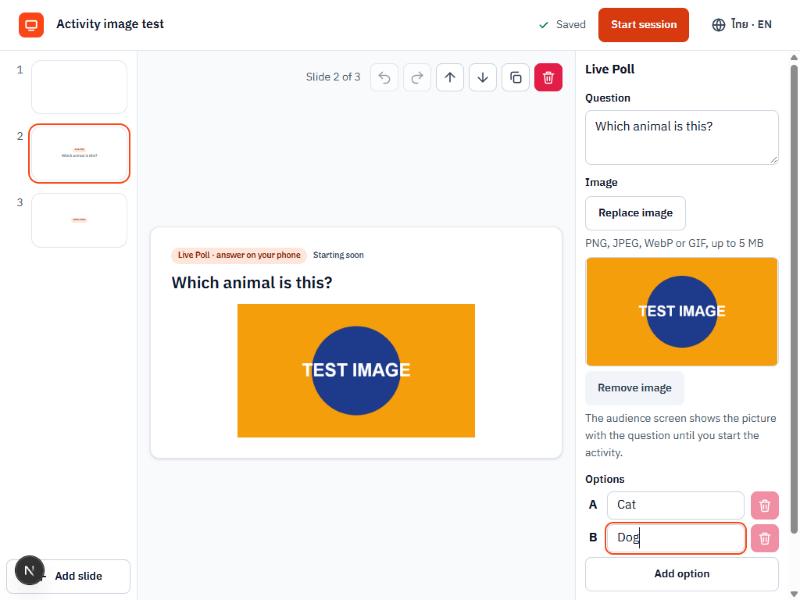 Activity image test
Saved
Start session
ไทย · EN
1
2
Which animal is this?
3
Add slide
Slide 2 of 3
Live Poll · answer on your phone
Starting soon
Which animal is this?
TEST IMAGE
Live Poll
Question
Which animal is this?
Image
Replace image
PNG, JPEG, WebP or GIF, up to 5 MB
TEST IMAGE
Remove image
The audience screen shows the picture
with the question until you start the
activity.
Options
A
Cat
B
Dog
Add option
N